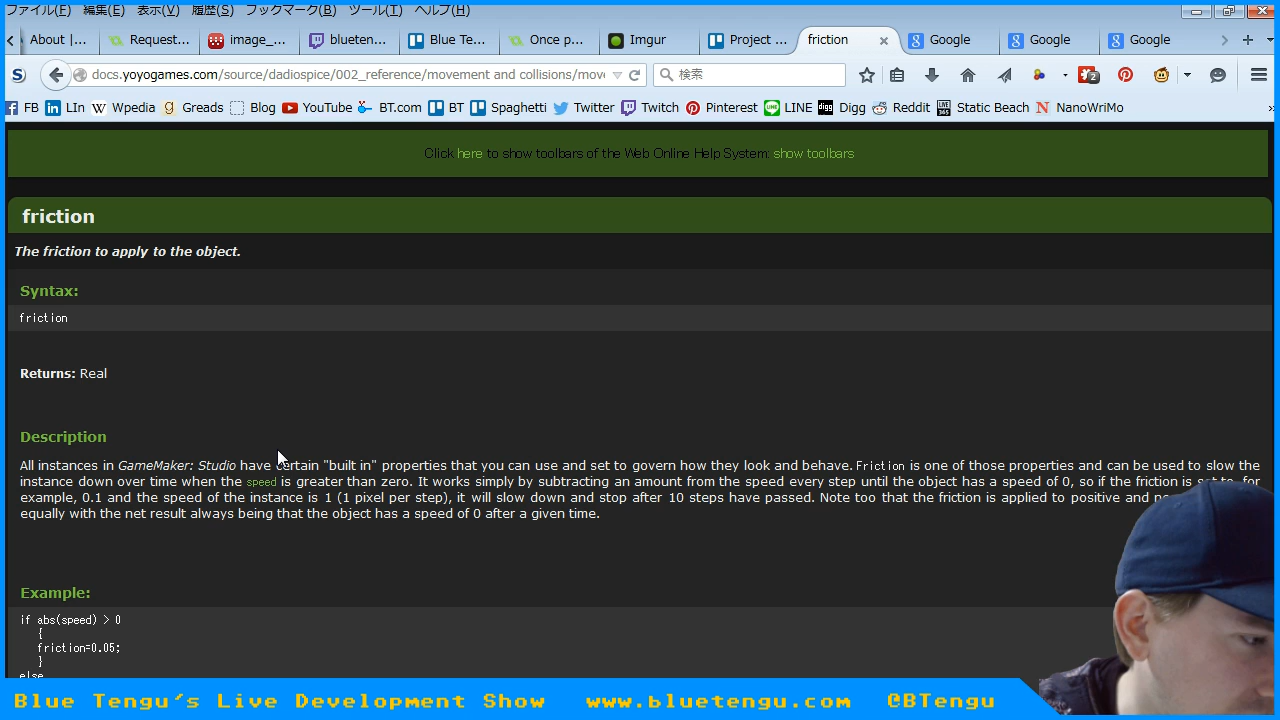 ファイル(F) 編集(E) 表示(V) 履歴(S) ブックマーク(B) ツール(T) ヘルプ(H)
About |... Request... image_... blueten... Blue Te... Once p... Imgur Project ... friction Google Google Google
docs.yoyogames.com/source/dadiospice/002_reference/movement and collisions/move 検索 2
FB LIn Wpedia Greads Blog YouTube BT.com BT Spaghetti Twitter Twitch Pinterest LINE Digg Reddit Static Beach NanoWriMo
Click here to show toolbars of the Web Online Help System: show toolbars
friction
The friction to apply to the object.
Syntax:
friction
Returns: Real
Description
All instances in GameMaker: Studio have certain "built in" properties that you can use and set to govern how they look and behave. Friction is one of those properties and can be used to slow the
instance down over time when the speed is greater than zero. It works simply by subtracting an amount from the speed every step until the object has a speed of 0, so if the friction is set to, for
example, 0.1 and the speed of the instance is 1 (1 pixel per step), it will slow down and stop after 10 steps have passed. Note too that the friction is applied to positive and
equally with the net result always being that the object has a speed of 0 after a given time.
Example:
if abs(speed) > 0
{
friction=0.05;
}
else
Blue Tengu's Live Development Show www.bluetengu.com @BTengu